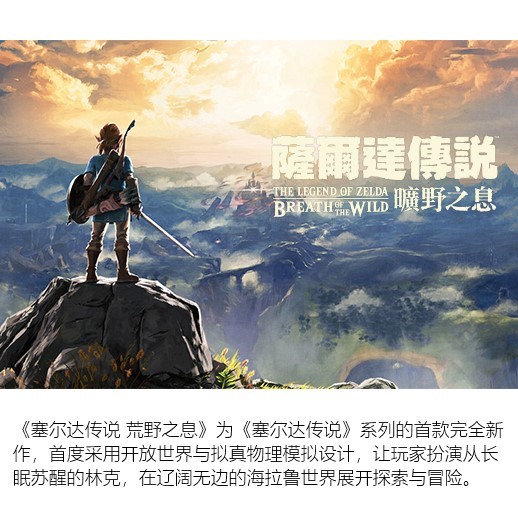 薩爾達傳說
THE LEGEND OF ZELDA
BREATH OF THE WILD 曠野之息
《塞尔达传说 荒野之息》为《塞尔达传说》系列的首款完全新
作，首度采用开放世界与拟真物理模拟设计，让玩家扮演从长
眠苏醒的林克，在辽阔无边的海拉鲁世界展开探索与冒险。